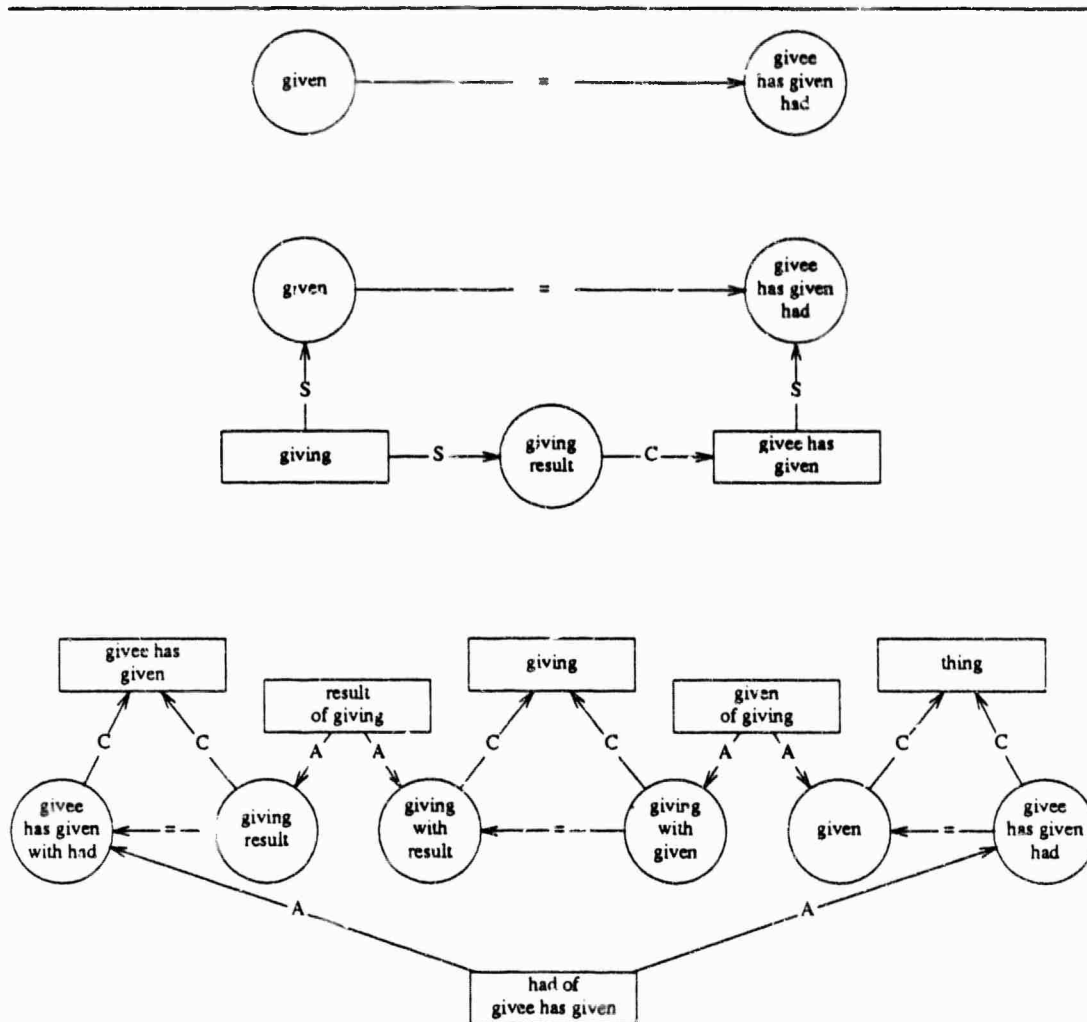 given
=
givee
has given
had
given
=
givee
has given
had
S
S
giving
S
giving
result
C
givee has
given
givee has
given
giving
thing
result
of giving
given
of giving
C
C
A
A
C
C
A
A
C
C
givee
has given
with had
=
giving
result
giving
with
result
=
giving
with
given
given
=
givee
has given
had
A
A
had of
givee has given